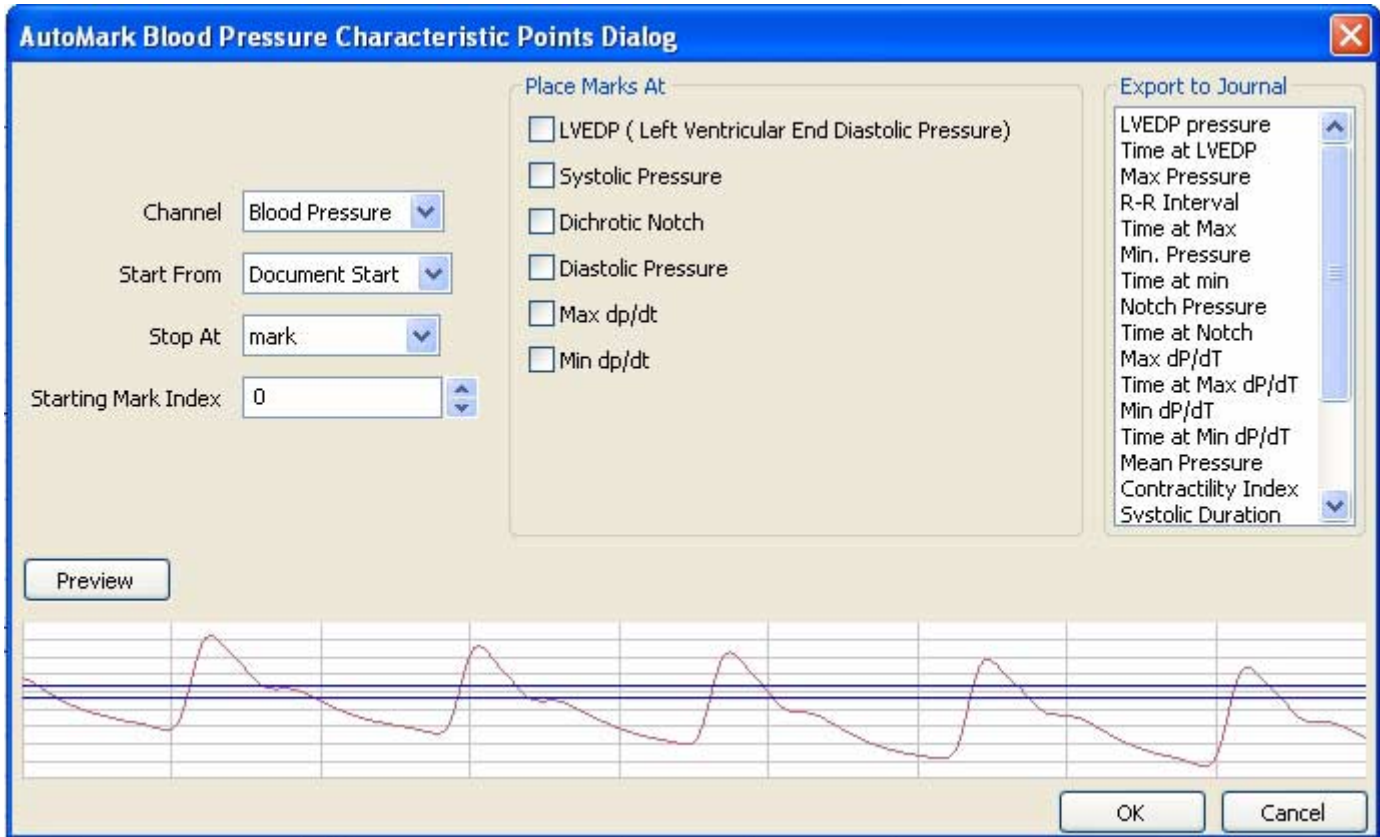 AutoMark Blood Pressure Characteristic Points Dialog
Channel
Blood Pressure
Start From
Document Start
Stop At
mark
Starting Mark Index
0
Place Marks At
LVEDP ( Left Ventricular End Diastolic Pressure)
Systolic Pressure
Dichrotic Notch
Diastolic Pressure
Max dp/dt
Min dp/dt
Export to Journal
LVEDP pressure
Time at LVEDP
Max Pressure
R-R Interval
Time at Max
Min. Pressure
Time at min
Notch Pressure
Time at Notch
Max dP/dT
Time at Max dP/dT
Min dP/dT
Time at Min dP/dT
Mean Pressure
Contractility Index
Systolic Duration
Preview
OK
Cancel